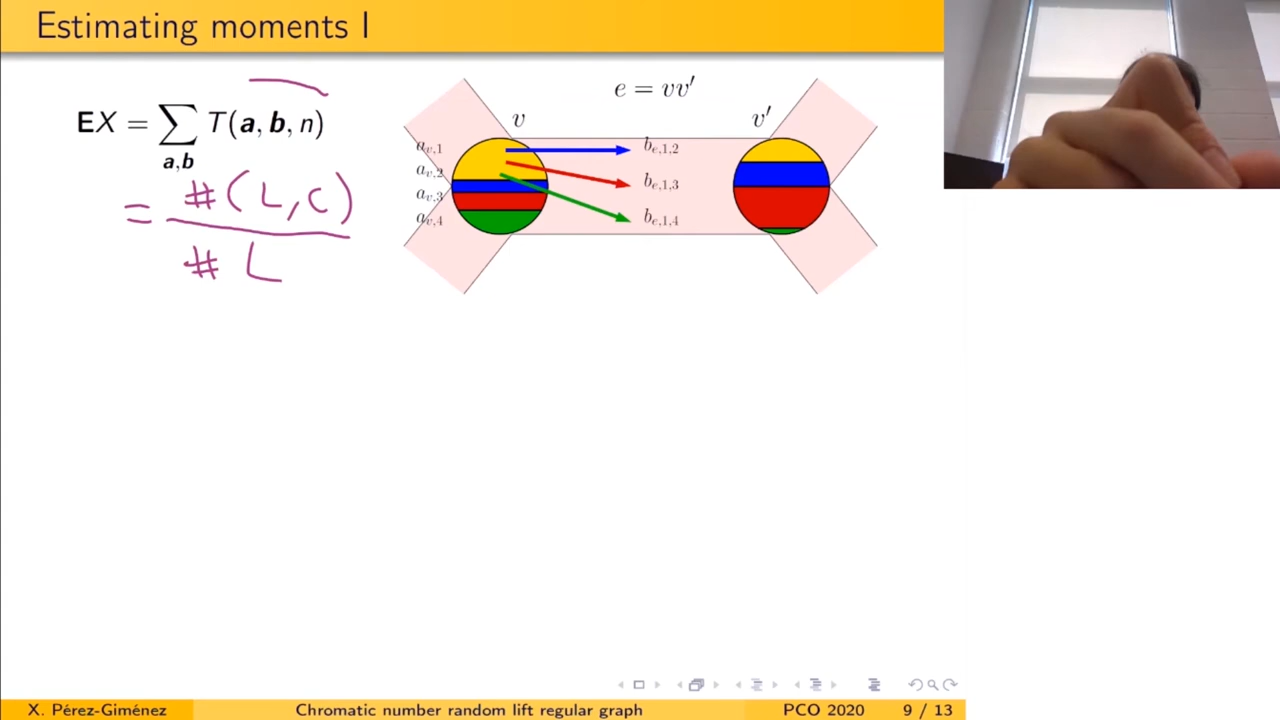 Estimating moments I
EX = ∑ T(a, b, n)
a,b
= #(L, C)
# L
e = vv′
v
v′
a_{v,1}
a_{v,2}
a_{v,3}
a_{v,4}
b_{e,1,2}
b_{e,1,3}
b_{e,1,4}
X. Pérez-Giménez
Chromatic number random lift regular graph
PCO 2020
9 / 13